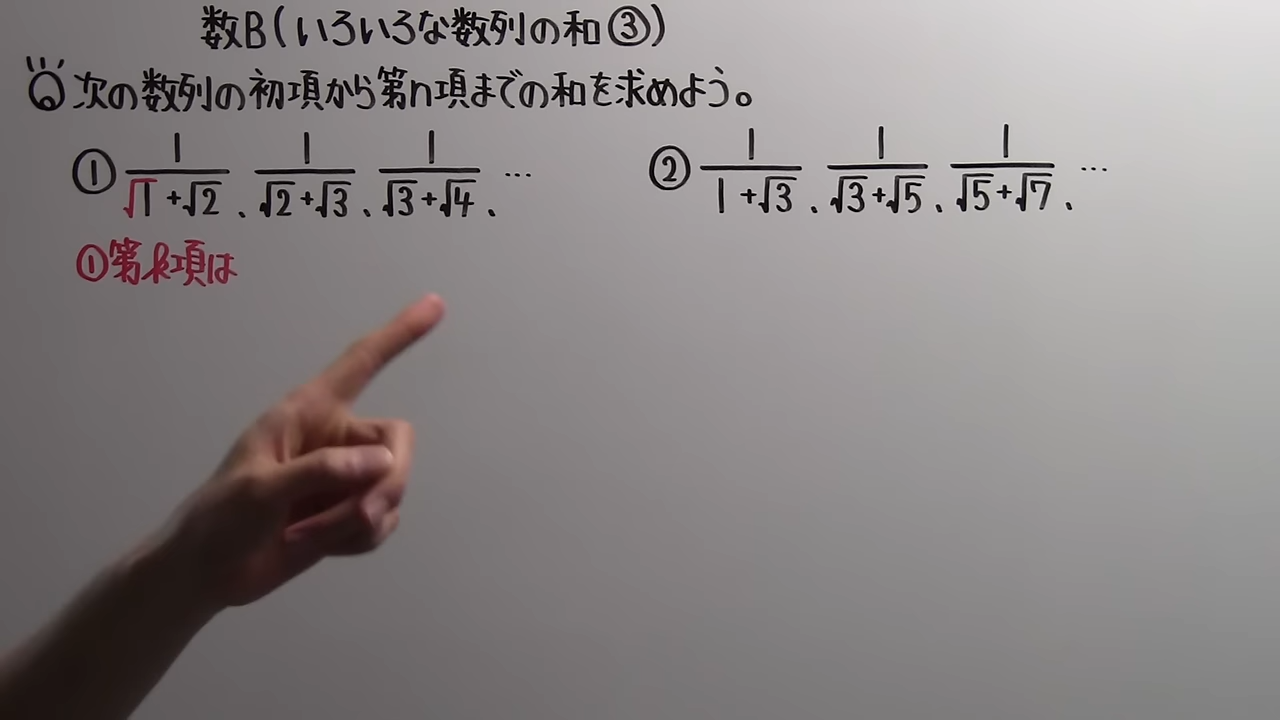 数B(いろいろな数列の和③)
Q 次の数列の初項から第n項までの和を求めよう。
① 1/(√1+√2)、1/(√2+√3)、1/(√3+√4)、…
② 1/(1+√3)、1/(√3+√5)、1/(√5+√7)、…
①第k項は